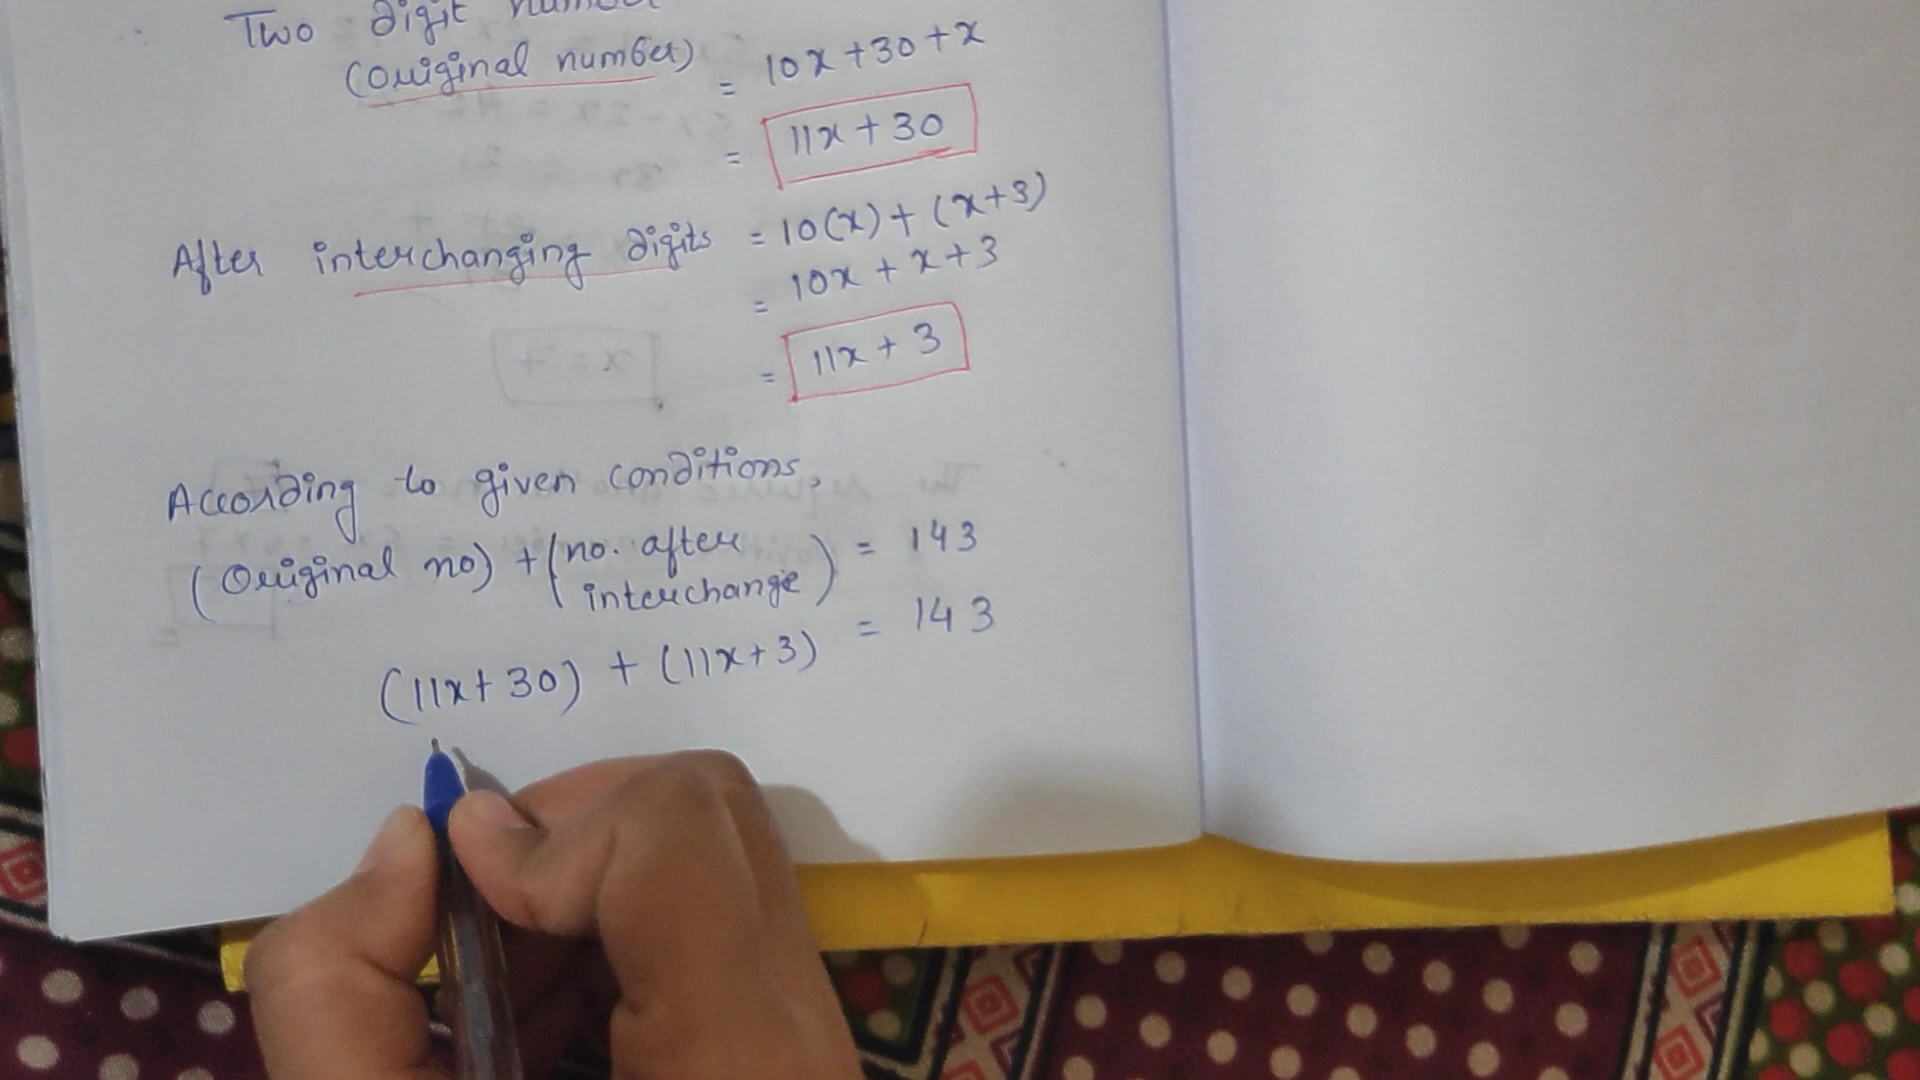 Two digit number
(Original number) = 10x + 30 + x
= 11x + 30
After interchanging digits = 10(x) + (x+3)
= 10x + x + 3
= 11x + 3
According to given conditions,
(Original no) + (no. after interchange) = 143
(11x + 30) + (11x + 3) = 143